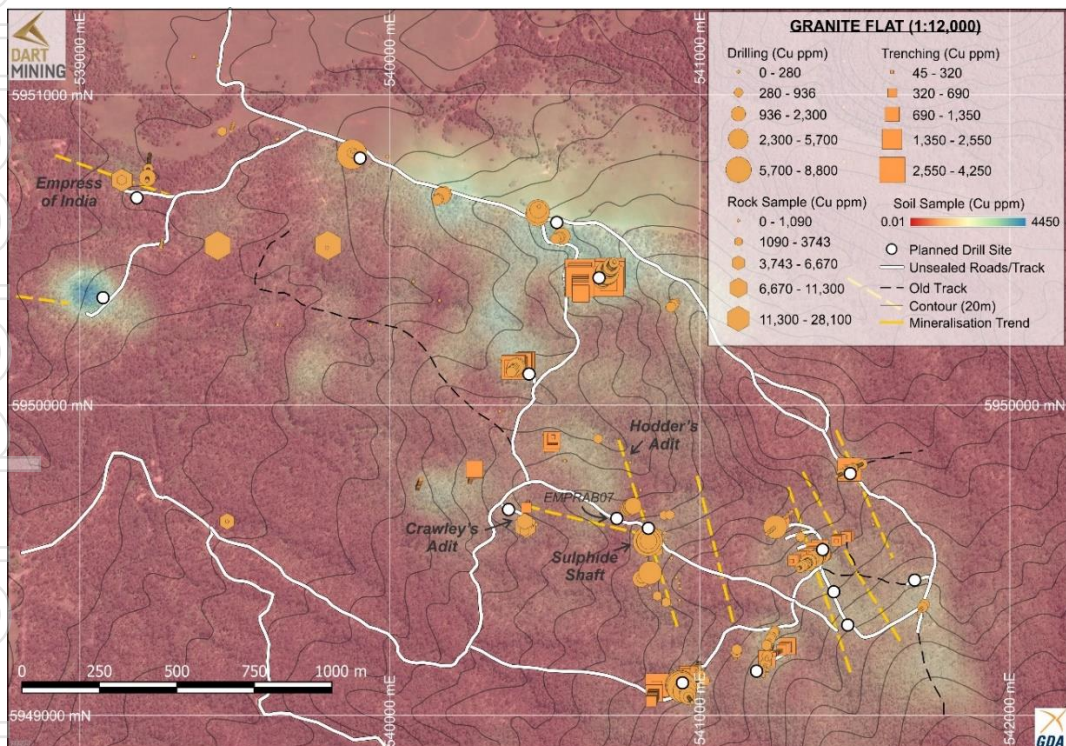 DART
MINING
539000 mE
540000 mE
541000 mE
5951000 mN
GRANITE FLAT (1:12,000)
Drilling (Cu ppm)
0 - 280
280 - 936
936 - 2,300
2,300 - 5,700
5,700 - 8,800
Trenching (Cu ppm)
45 - 320
320 - 690
690 - 1,350
1,350 - 2,550
2,550 - 4,250
Rock Sample (Cu ppm)
0 - 1,090
1090 - 3743
3,743 - 6,670
6,670 - 11,300
11,300 - 28,100
Soil Sample (Cu ppm)
0.01 4450
Planned Drill Site
Unsealed Roads/Track
Old Track
Contour (20m)
Mineralisation Trend
Empress
of India
5950000 mN
5950000 mN
Hodder's
Adit
EMPRAB07
Crawley's
Adit
Sulphide
Shaft
0 250 500 750 1000 m
5949000 mN
540000 mE
541000 mE
542000 mE
GDA